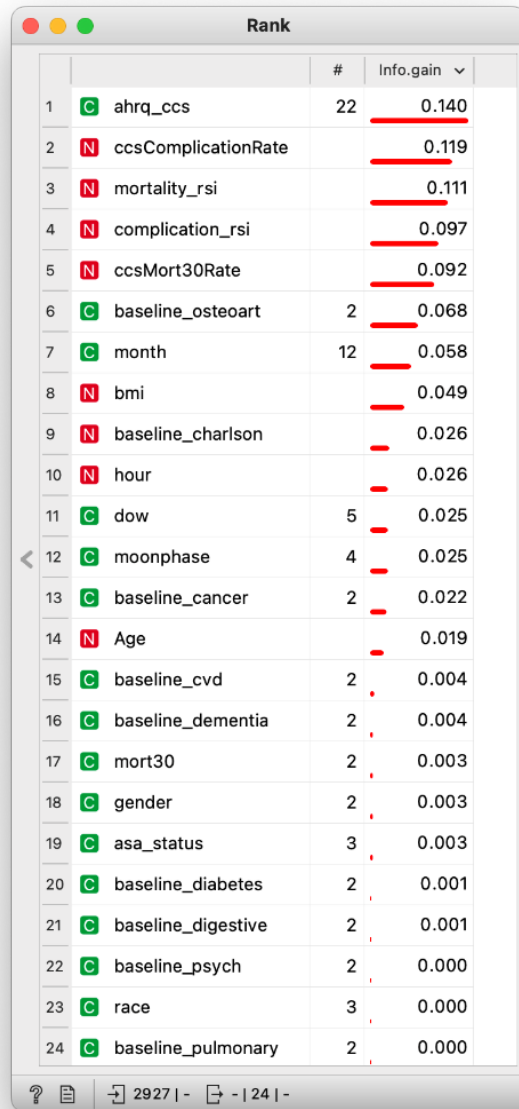 Rank
# Info.gain
1 C ahrq_ccs 22 0.140
2 N ccsComplicationRate 0.119
3 N mortality_rsi 0.111
4 N complication_rsi 0.097
5 N ccsMort30Rate 0.092
6 C baseline_osteoart 2 0.068
7 C month 12 0.058
8 N bmi 0.049
9 N baseline_charlson 0.026
10 N hour 0.026
11 C dow 5 0.025
12 C moonphase 4 0.025
13 C baseline_cancer 2 0.022
14 N Age 0.019
15 C baseline_cvd 2 0.004
16 C baseline_dementia 2 0.004
17 C mort30 2 0.003
18 C gender 2 0.003
19 C asa_status 3 0.003
20 C baseline_diabetes 2 0.001
21 C baseline_digestive 2 0.001
22 C baseline_psych 2 0.000
23 C race 3 0.000
24 C baseline_pulmonary 2 0.000
? 2927 | - - | 24 | -